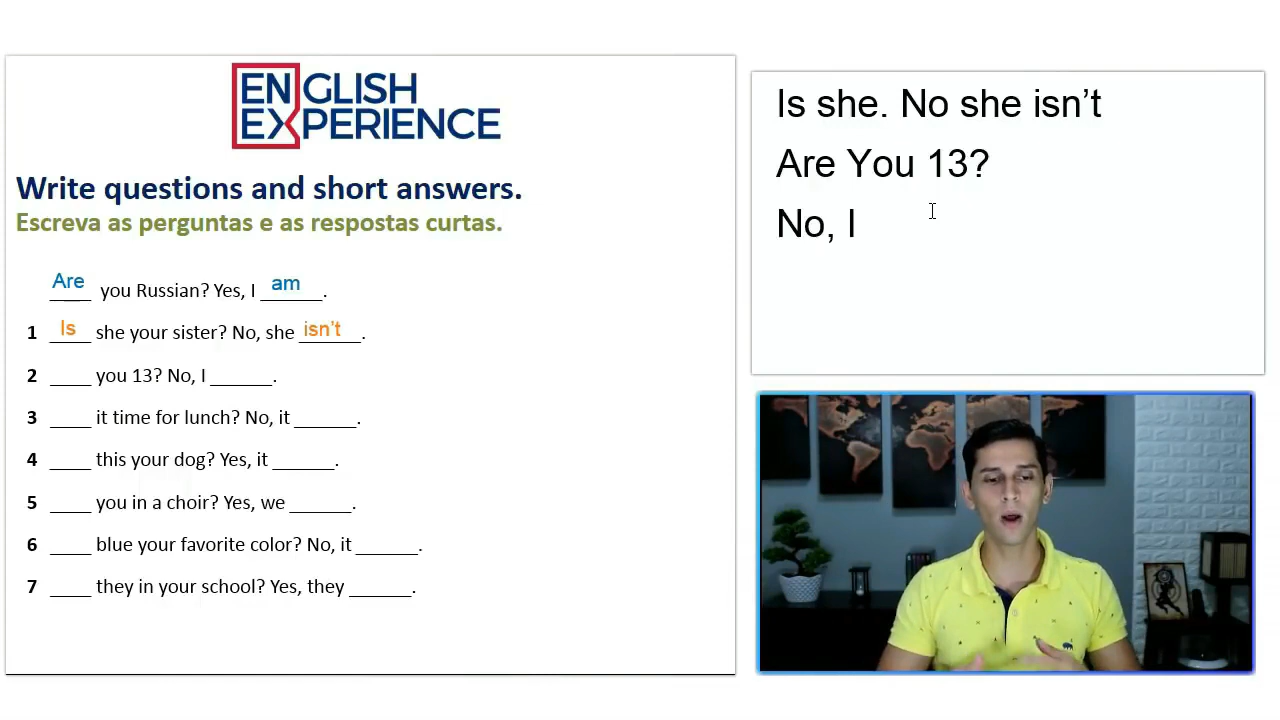 ENGLISH
EXPERIENCE
Write questions and short answers.
Escreva as perguntas e as respostas curtas.
Are you Russian? Yes, I am.
1 Is she your sister? No, she isn't.
2 ____ you 13? No, I ______.
3 ____ it time for lunch? No, it ______.
4 ____ this your dog? Yes, it ______.
5 ____ you in a choir? Yes, we ______.
6 ____ blue your favorite color? No, it ______.
7 ____ they in your school? Yes, they ______.
Is she. No she isn’t
Are You 13?
No, I